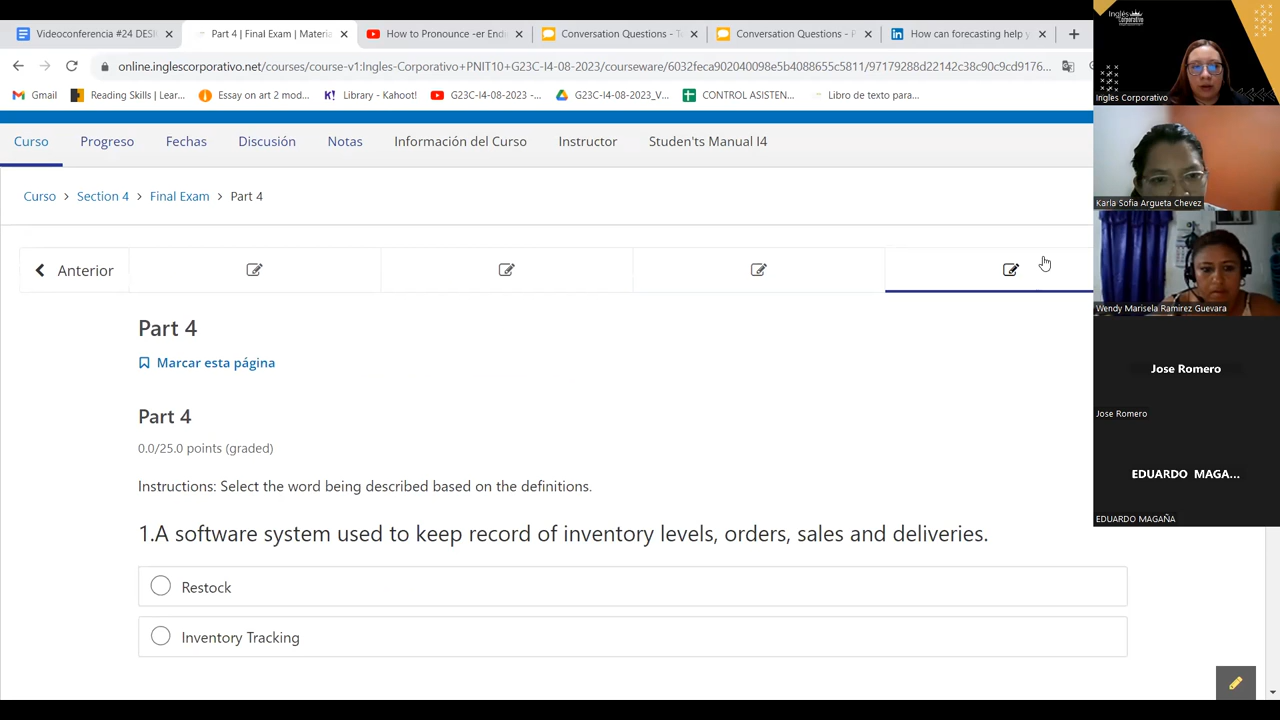 Videoconferencia #24 DESI
Part 4 | Final Exam | Materia
How to Pronounce -er Endi
Conversation Questions - T
Conversation Questions - P
How can forecasting help y
online.inglescorporativo.net/courses/course-v1:Ingles-Corporativo+PNIT10+G23C-I4-08-2023/courseware/6032feca902040098e5b4088655c5811/97179288d22142c38c90c9cd9176...
Gmail
Reading Skills | Lear...
Essay on art 2 mod...
Library - Kano...
G23C-I4-08-2023 -...
G23C-I4-08-2023_V...
CONTROL ASISTEN...
Libro de texto para...
Curso
Progreso
Fechas
Discusión
Notas
Información del Curso
Instructor
Studen'ts Manual I4
Curso > Section 4 > Final Exam > Part 4
Anterior
Part 4
Marcar esta página
Part 4
0.0/25.0 points (graded)
Instructions: Select the word being described based on the definitions.
1.A software system used to keep record of inventory levels, orders, sales and deliveries.
Restock
Inventory Tracking
Inglés
Corporativo
Ingles Corporativo
Karla Sofia Argueta Chevez
Wendy Marisela Ramirez Guevara
Jose Romero
Jose Romero
EDUARDO MAGA...
EDUARDO MAGAÑA